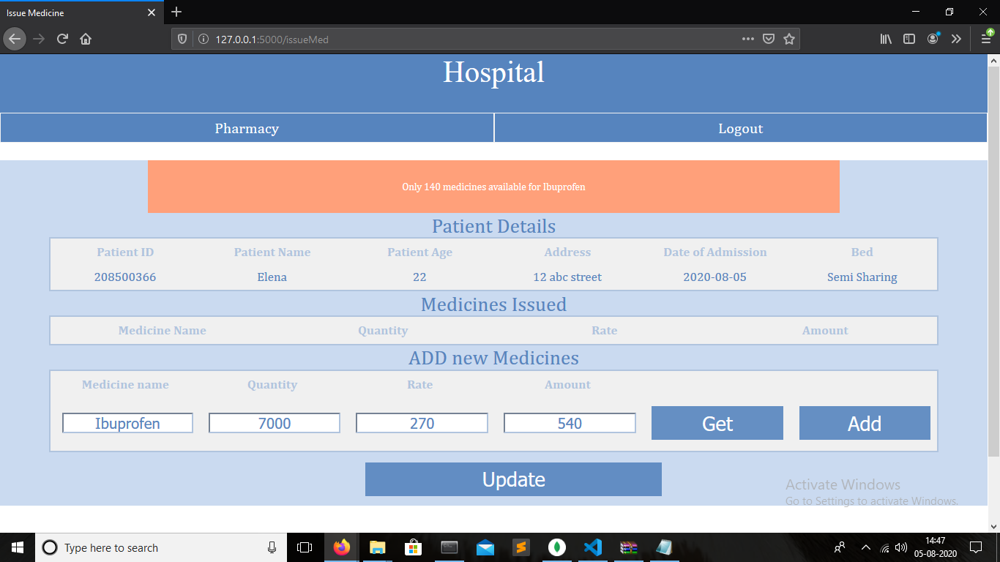 Issue Medicine
127.0.0.1:5000/issueMed
Hospital
Pharmacy Logout
Only 140 medicines available for Ibuprofen
Patient Details
Patient ID Patient Name Patient Age Address Date of Admission Bed
208500366 Elena 22 12 abc street 2020-08-05 Semi Sharing
Medicines Issued
Medicine Name Quantity Rate Amount
ADD new Medicines
Medicine name Quantity Rate Amount
Ibuprofen 7000 270 540 Get Add
Update
Activate Windows
Go to Settings to activate Windows.
Type here to search
14:47
05-08-2020